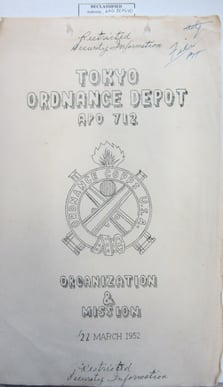 DECLASSIFIED
Restricted
Security Information
TOKYO
ORDNANCE DEPOT
APO 712
ORDNANCE CORPS U.S.A.
ORGANIZATION
&
MISSION
22 MARCH 1952
Restricted
Security Information